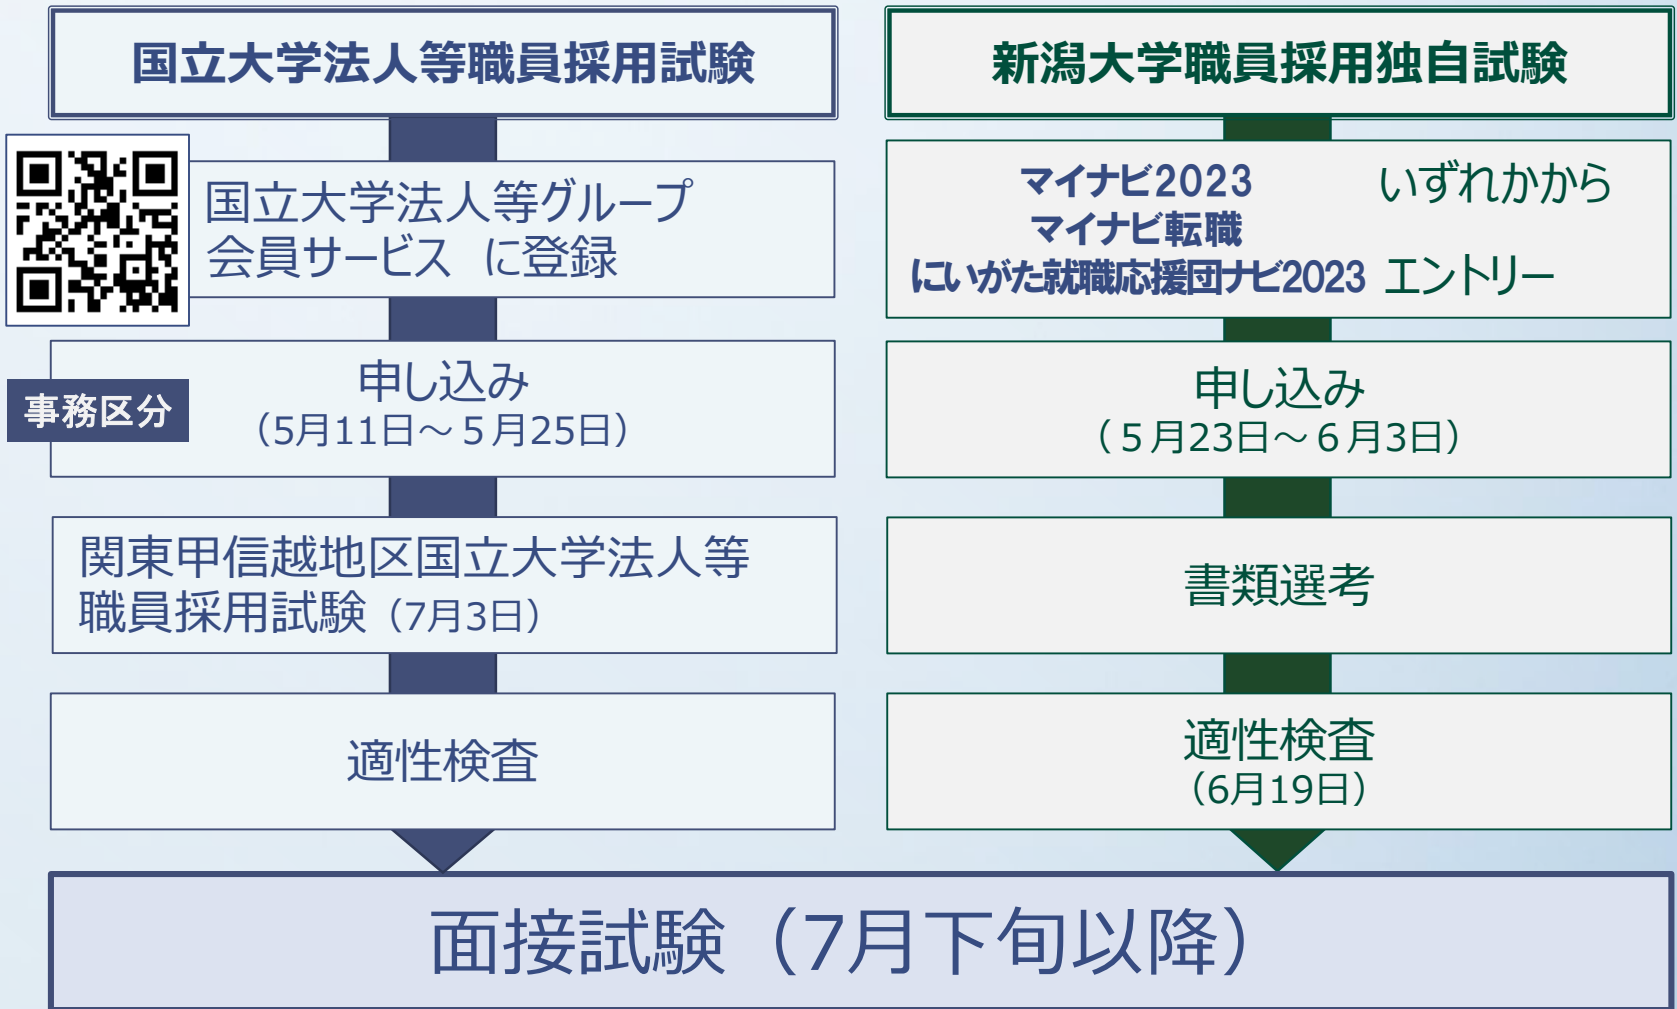 国立大学法人等職員採用試験
国立大学法人等グループ
会員サービス に登録
事務区分
申し込み
（5月11日～５月25日）
関東甲信越地区国立大学法人等
職員採用試験（7月3日）
適性検査
新潟大学職員採用独自試験
マイナビ2023 いずれかから
マイナビ転職
にいがた就職応援団ナビ2023 エントリー
申し込み
（５月23日～６月3日）
書類選考
適性検査
（6月19日）
面接試験（7月下旬以降）